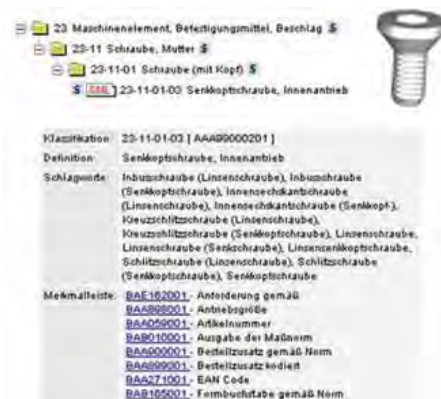 23 Maschinenelement, Befestigungsmittel, Beschlag $
23-11 Schraube, Mutter $
23-11-01 Schraube (mit Kopf) $
$ 23-11-01-03 Senkkopfschraube, Innenantrieb
Klassifikation 23-11-01-03 [ AAA99000201 ]
Definition Senkkopfschraube, Innenantrieb
Schlagworte Inbusschraube (Linsenschraube), Inbusschraube
(Senkkopfschraube), Innensechskantschraube
(Linsenschraube), Innensechskantschraube (Senkkopf-),
Kreuzschlitzschraube (Linsenschraube),
Kreuzschlitzschraube (Senkkopfschraube), Linsenschraube,
Linsenschraube (Senkschraube), Linsensenkkopfschraube,
Schlitzschraube (Linsenschraube), Schlitzschraube
(Senkkopfschraube), Senkkopfschraube
Merkmalleiste: BAE162001 - Anforderung gemäß
BAA898001 - Antriebsgröße
BAA059001 - Artikelnummer
BAB010001 - Ausgabe der Maßnorm
BAA900001 - Bestellzusatz gemäß Norm
BAA899001 - Bestellzusatz kodiert
BAA271001 - EAN Code
BAB165001 - Formbuchstabe gemäß Norm